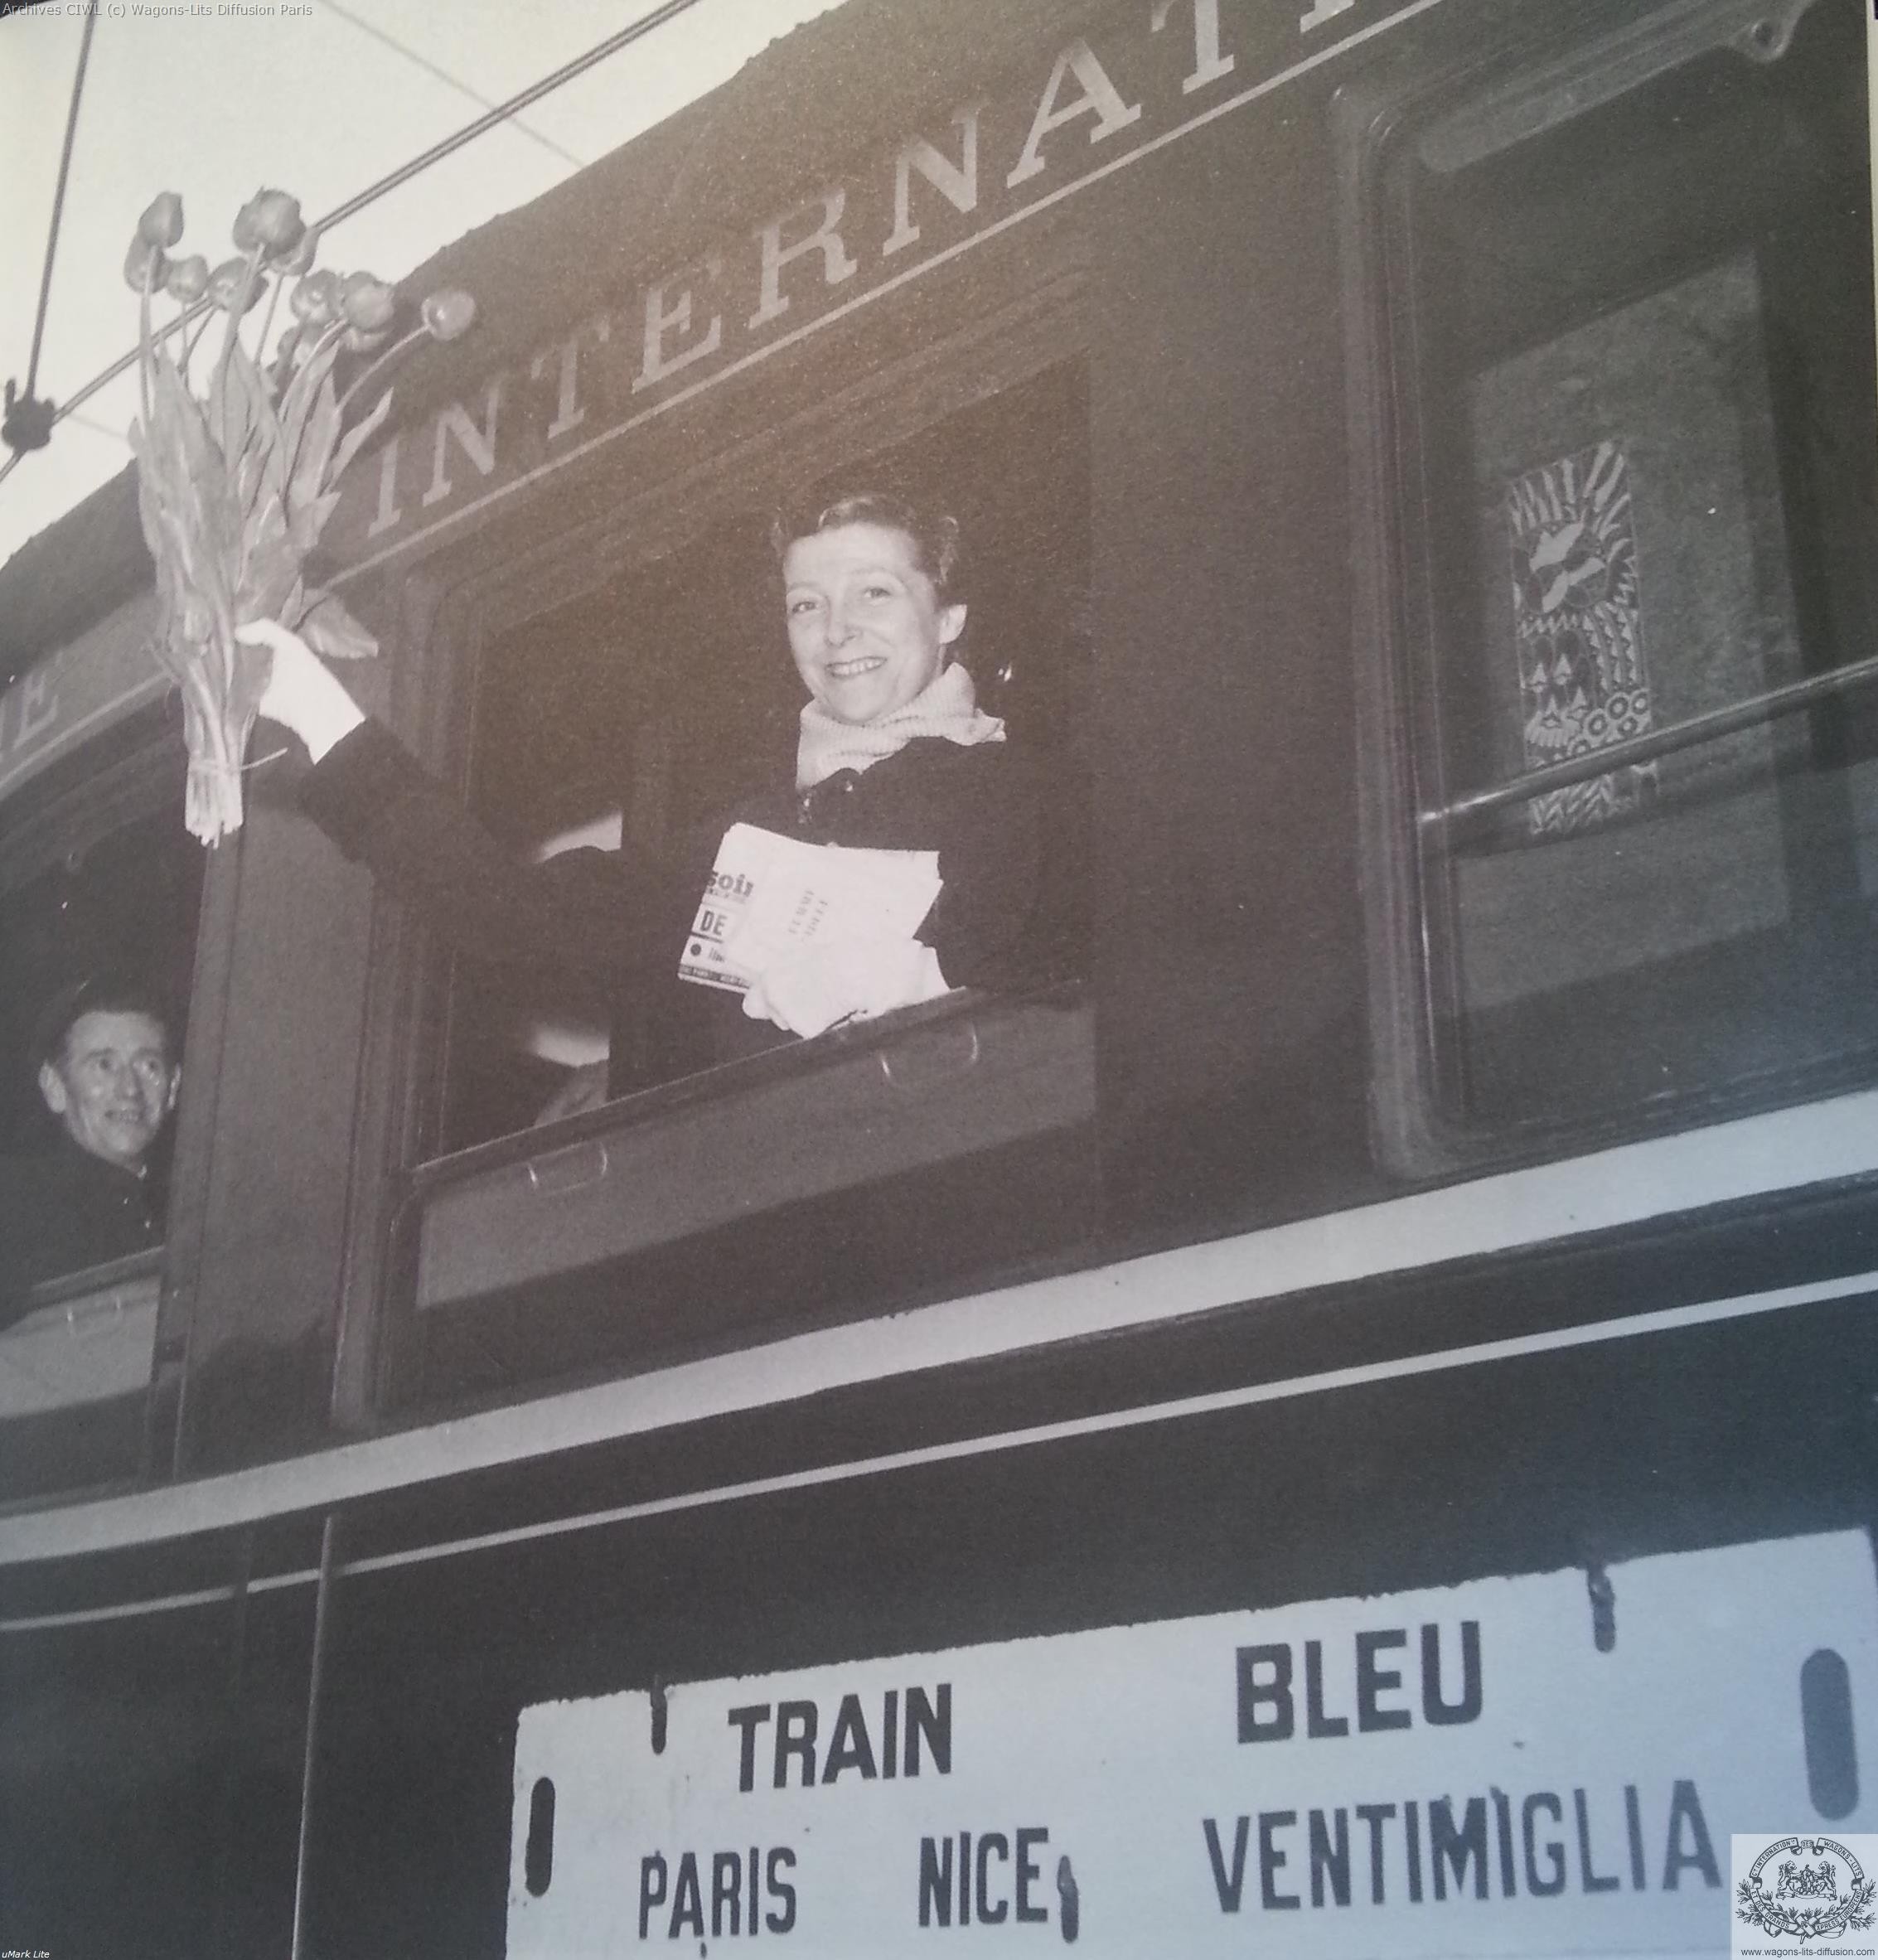 Archives CIWL (c) Wagons-Lits Diffusion Paris
INTERNAT
E
soir
DE
FEMME
TRAIN BLEU
PARIS NICE VENTIMIGLIA
www.wagons-lits-diffusion.com
uMark Lite